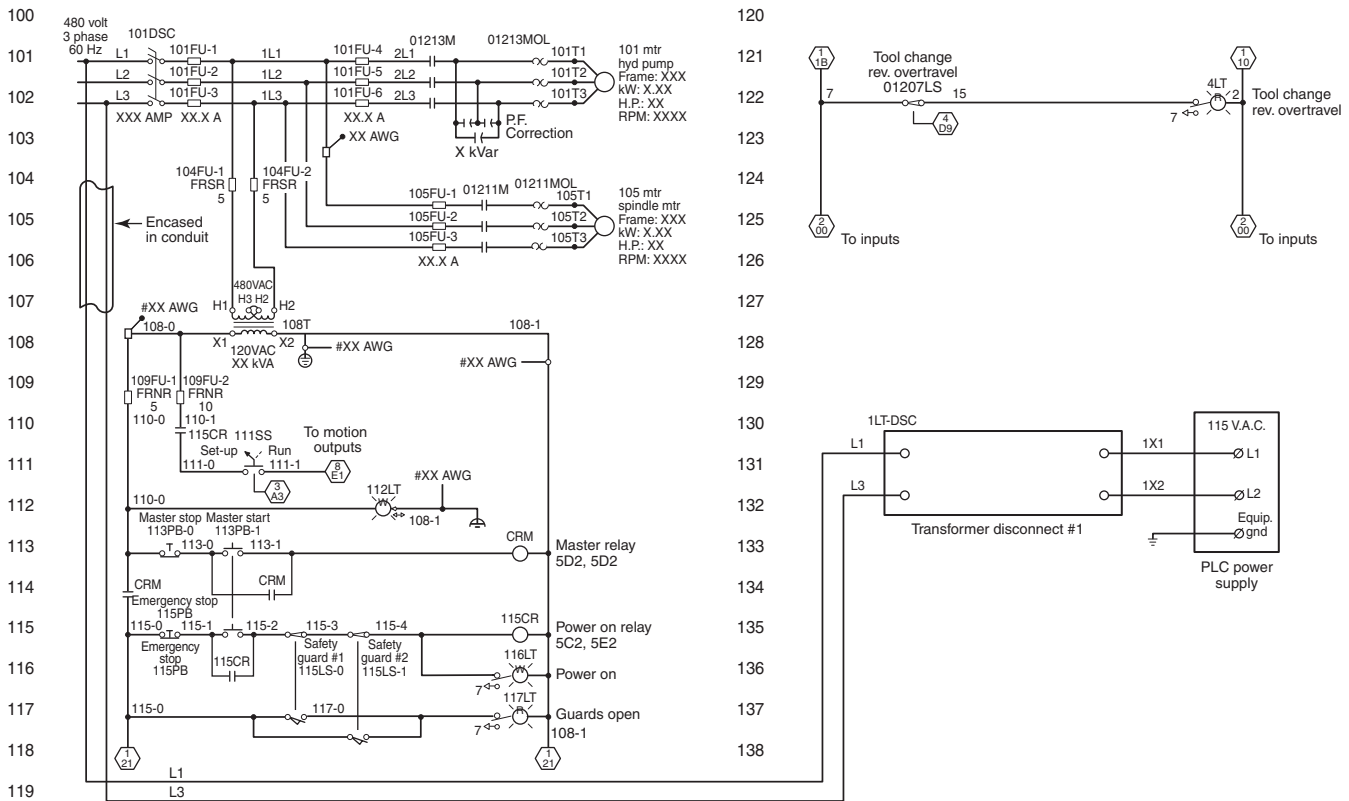 100
480 volt
3 phase
60 Hz
101DSC
101
L1
101FU-1
1L1
101FU-4
2L1
01213M
01213MOL
101T1
101 mtr
hyd pump
Frame: XXX
kW: X.XX
H.P.: XX
RPM: XXXX
L2
101FU-2
1L2
101FU-5
2L2
101T2
102
L3
101FU-3
1L3
101FU-6
2L3
101T3
XXX AMP
XX.X A
XX.X A
P.F.
Correction
103
XX AWG
X kVar
104
104FU-1
FRSR
5
104FU-2
FRSR
5
105FU-1
01211M
01211MOL
105T1
105 mtr
spindle mtr
Frame: XXX
kW: X.XX
H.P.: XX
RPM: XXXX
105
Encased
in conduit
105FU-2
105T2
105FU-3
105T3
106
XX.X A
480VAC
107
#XX AWG
H1
H3 H2
H2
108-0
108T
108-1
108
X1
X2
120VAC
XX kVA
#XX AWG
#XX AWG
109
109FU-1
FRNR
5
109FU-2
FRNR
10
110
110-0
110-1
115CR
111SS
Set-up
Run
To motion
outputs
111
111-0
111-1
8
E1
3
A3
#XX AWG
112
110-0
112LT
W
108-1
Master stop
113PB-0
Master start
113PB-1
113
113-0
113-1
CRM
Master relay
5D2, 5D2
114
CRM
CRM
Emergency stop
115PB
115
115-0
115-1
115-2
115-3
115-4
115CR
Power on relay
5C2, 5E2
Emergency
stop
115PB
115CR
Safety
guard #1
115LS-0
Safety
guard #2
115LS-1
116
116LT
W
7
Power on
117
115-0
117-0
117LT
R
7
Guards open
108-1
118
1
21
1
21
L1
119
L3
120
121
1
1B
Tool change
rev. overtravel
01207LS
1
10
122
7
15
4LT
R
2
7
Tool change
rev. overtravel
4
D9
123
124
125
2
00
To inputs
2
00
To inputs
126
127
128
129
130
1LT-DSC
115 V.A.C.
131
L1
1X1
L1
132
L3
1X2
L2
Transformer disconnect #1
133
Equip.
gnd
PLC power
supply
134
135
136
137
138